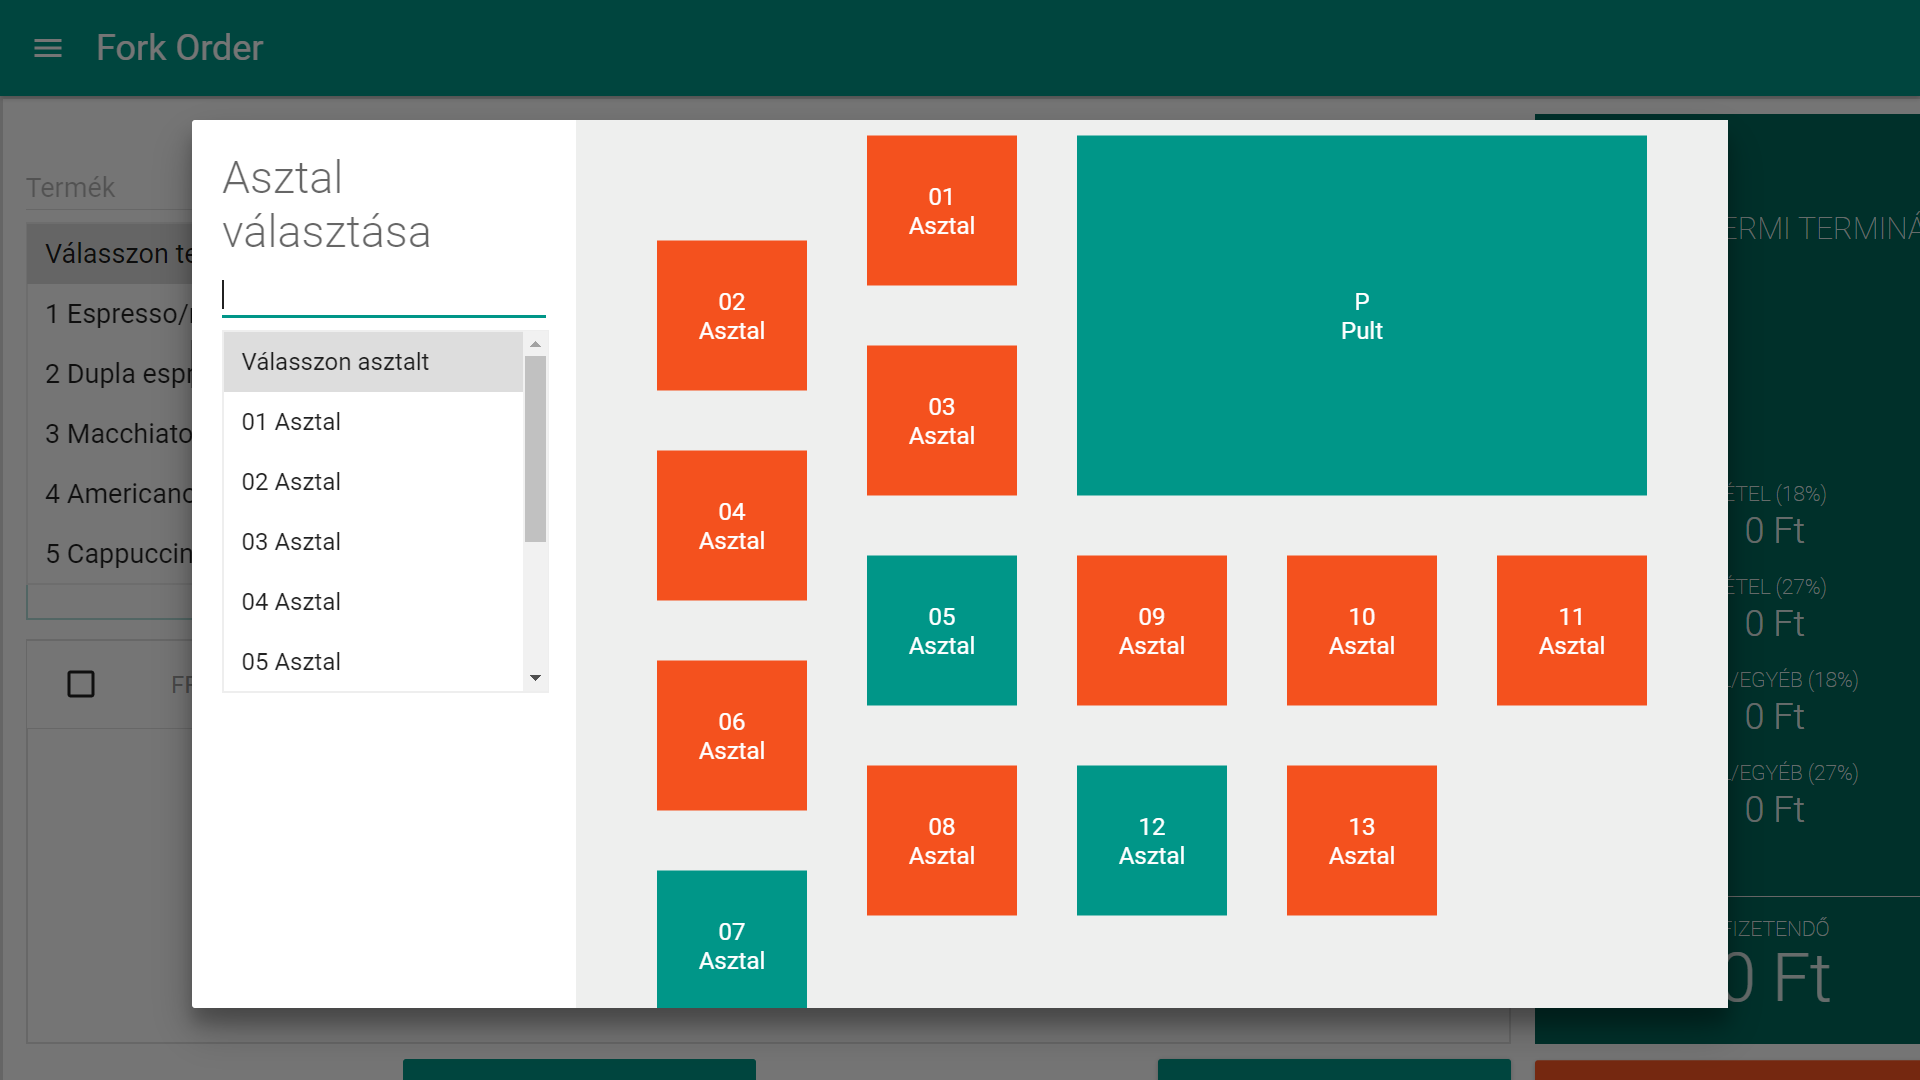 Fork Order
Termék
Válasszon te
1 Espresso/r
2 Dupla espr
3 Macchiato
4 Americano
5 Cappuccin
Asztal
választása
Válasszon asztalt
01 Asztal
02 Asztal
03 Asztal
04 Asztal
05 Asztal
01
Asztal
02
Asztal
03
Asztal
04
Asztal
05
Asztal
06
Asztal
07
Asztal
08
Asztal
09
Asztal
10
Asztal
11
Asztal
12
Asztal
13
Asztal
P
Pult
ERMI TERMINÁ
ÉTEL (18%)
0 Ft
ÉTEL (27%)
0 Ft
/EGYÉB (18%)
0 Ft
/EGYÉB (27%)
0 Ft
FIZETENDŐ
0 Ft